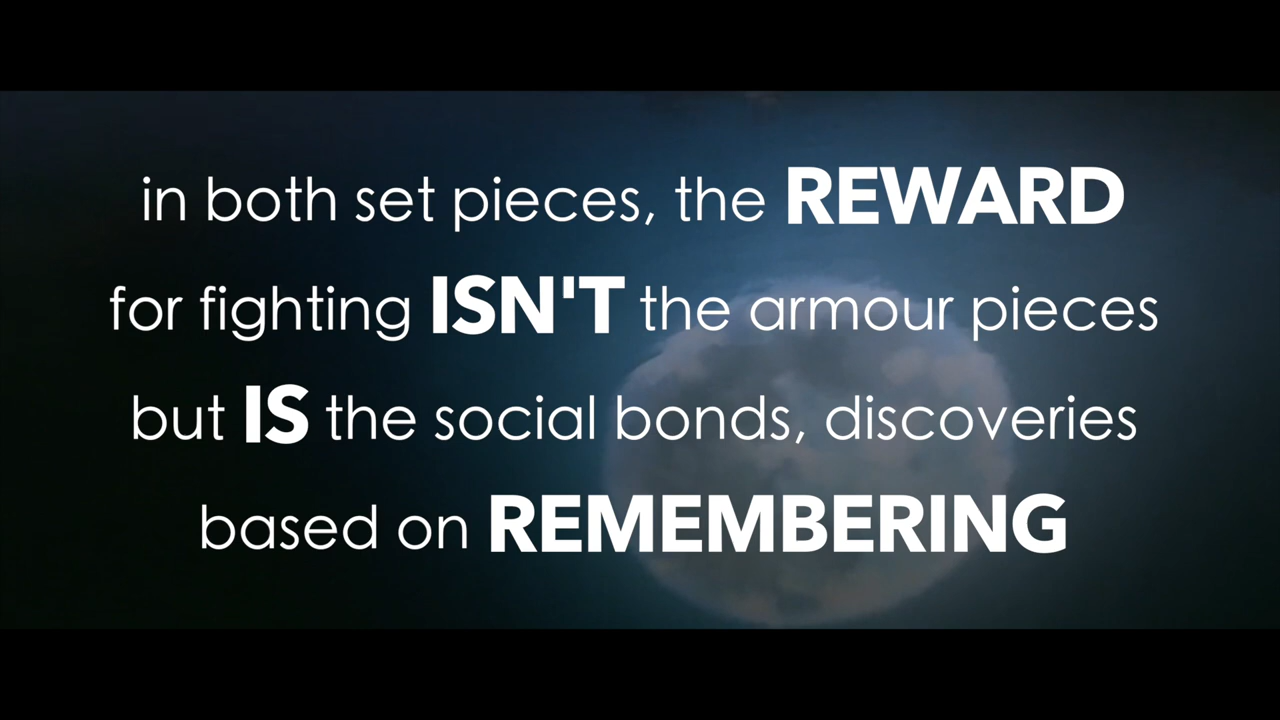 in both set pieces, the REWARD
for fighting ISN'T the armour pieces
but IS the social bonds, discoveries
based on REMEMBERING